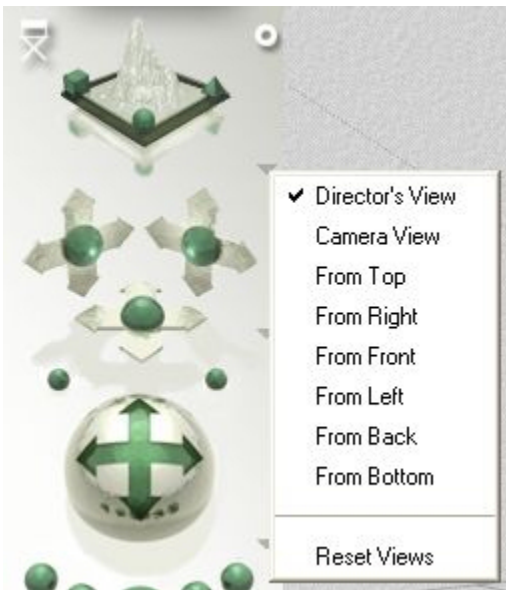 Director's View
Camera View
From Top
From Right
From Front
From Left
From Back
From Bottom
Reset Views